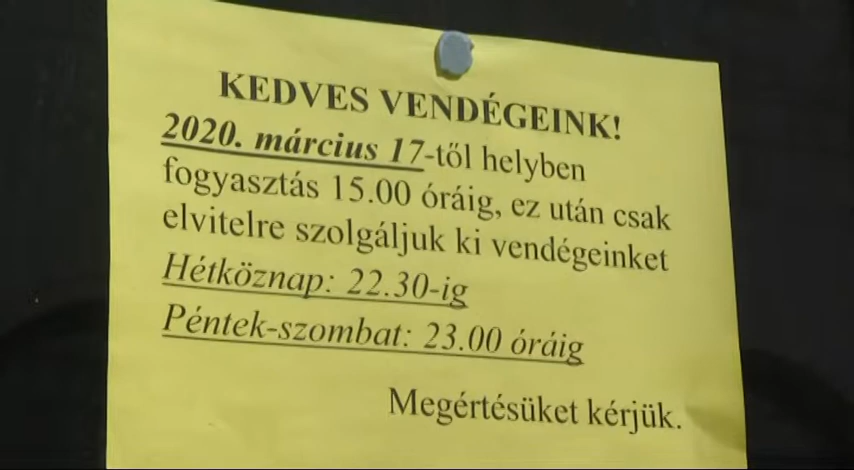 KEDVES VENDÉGEINK!
2020. március 17-től helyben
fogyasztás 15.00 óráig, ez után csak
elvitelre szolgáljuk ki vendégeinket
Hétköznap: 22.30-ig
Péntek-szombat: 23.00 óráig
Megértésüket kérjük.